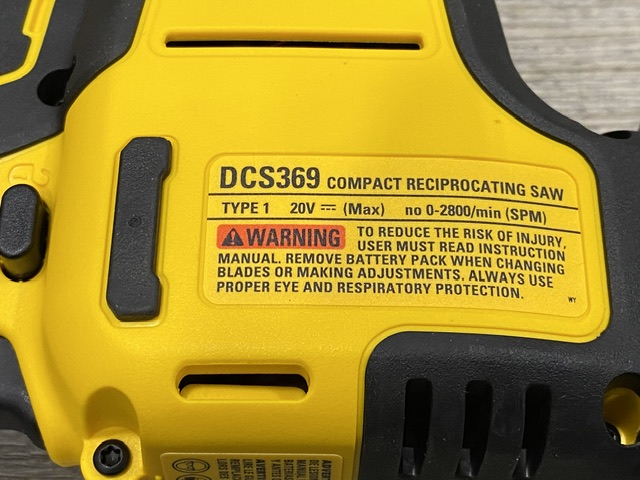 DCS369 COMPACT RECIPROCATING SAW
TYPE 1 20V ⎓ (Max) no 0-2800/min (SPM)
⚠WARNING TO REDUCE THE RISK OF INJURY,
USER MUST READ INSTRUCTION
MANUAL. REMOVE BATTERY PACK WHEN CHANGING
BLADES OR MAKING ADJUSTMENTS. ALWAYS USE
PROPER EYE AND RESPIRATORY PROTECTION.
WY